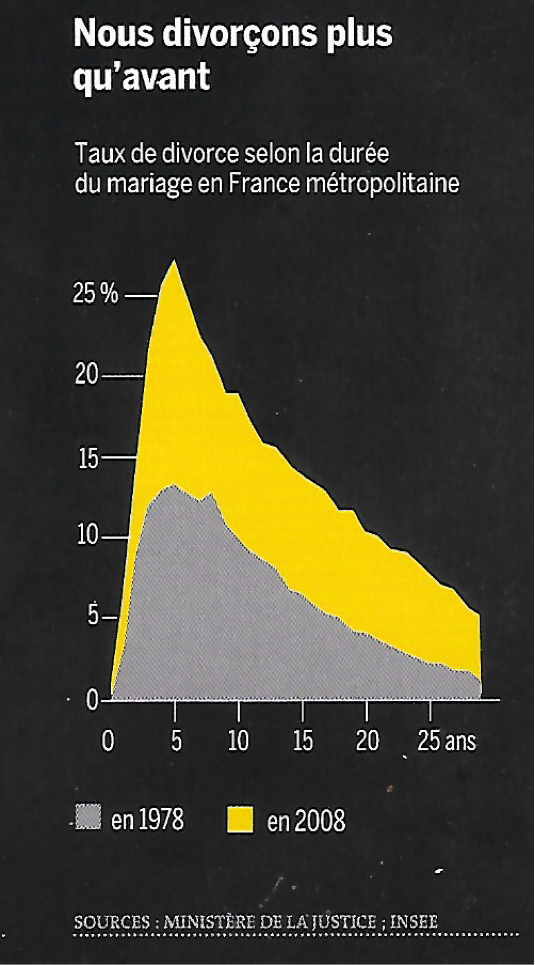 Nous divorçons plus
qu'avant
Taux de divorce selon la durée
du mariage en France métropolitaine
25 %
20
15
10
5
0
0 5 10 15 20 25 ans
en 1978 en 2008
SOURCES : MINISTÈRE DE LA JUSTICE ; INSEE